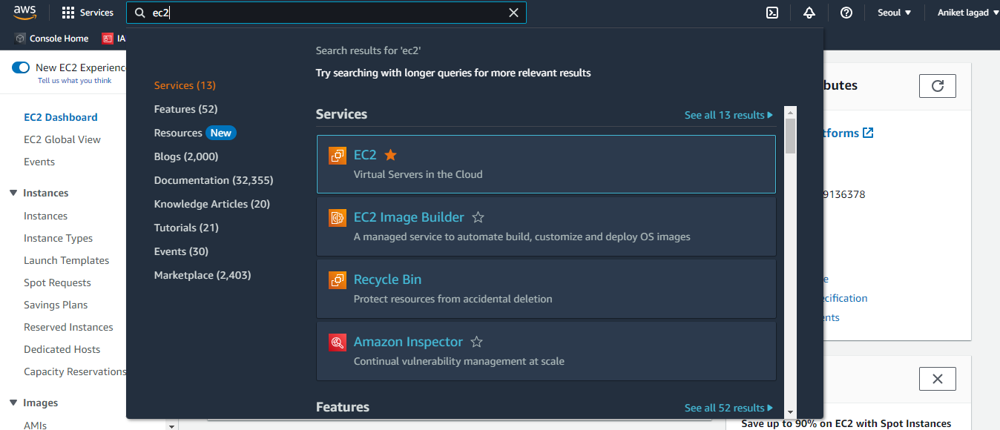 aws
Services
ec2
Seoul
Aniket lagad
Console Home
IA
New EC2 Experienc
Tell us what you think
EC2 Dashboard
EC2 Global View
Events
Instances
Instances
Instance Types
Launch Templates
Spot Requests
Savings Plans
Reserved Instances
Dedicated Hosts
Capacity Reservations
Images
AMIs
Services (13)
Features (52)
Resources New
Blogs (2,000)
Documentation (32,355)
Knowledge Articles (20)
Tutorials (21)
Events (30)
Marketplace (2,403)
Search results for 'ec2'
Try searching with longer queries for more relevant results
Services
See all 13 results
EC2
Virtual Servers in the Cloud
EC2 Image Builder
A managed service to automate build, customize and deploy OS images
Recycle Bin
Protect resources from accidental deletion
Amazon Inspector
Continual vulnerability management at scale
Features
See all 52 results
butes
tforms
9136378
e
ecification
ents
Save up to 90% on EC2 with Spot Instances